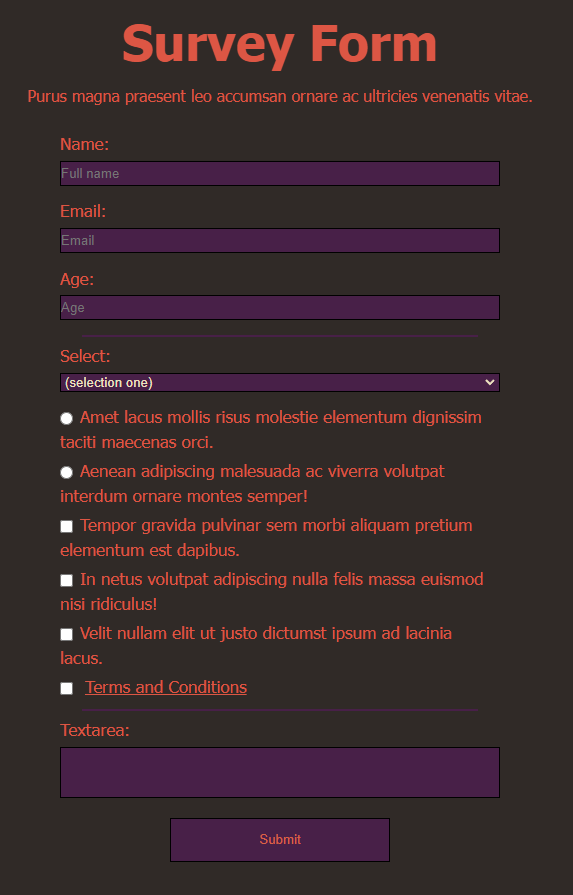 Survey Form
Purus magna praesent leo accumsan ornare ac ultricies venenatis vitae.
Name:
Full name
Email:
Email
Age:
Age
Select:
(selection one)
Amet lacus mollis risus molestie elementum dignissim
taciti maecenas orci.
Aenean adipiscing malesuada ac viverra volutpat
interdum ornare montes semper!
Tempor gravida pulvinar sem morbi aliquam pretium
elementum est dapibus.
In netus volutpat adipiscing nulla felis massa euismod
nisi ridiculus!
Velit nullam elit ut justo dictumst ipsum ad lacinia
lacus.
Terms and Conditions
Textarea:
Submit